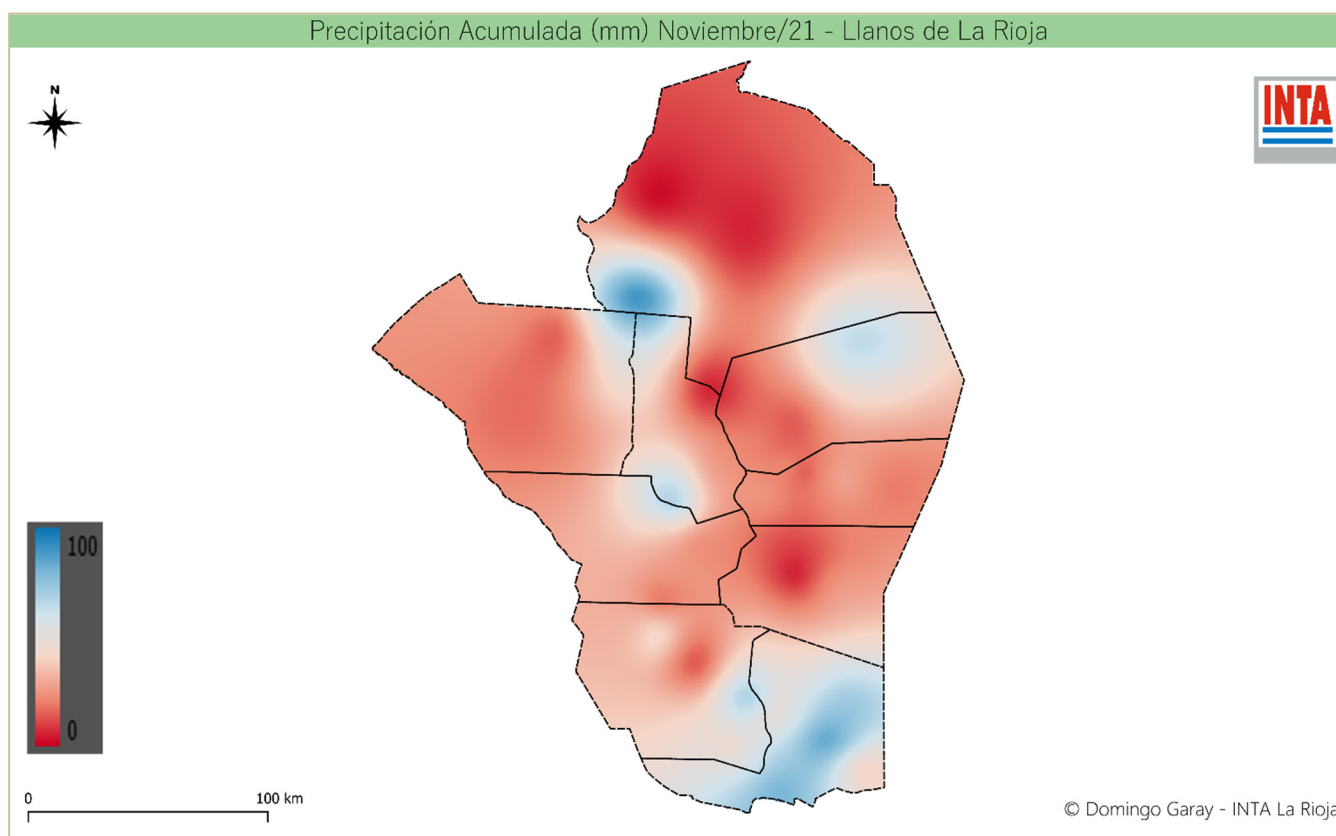 Precipitación Acumulada (mm) Noviembre/21 - Llanos de La Rioja
N
INTA
100
0
0 100 km
© Domingo Garay - INTA La Rioja